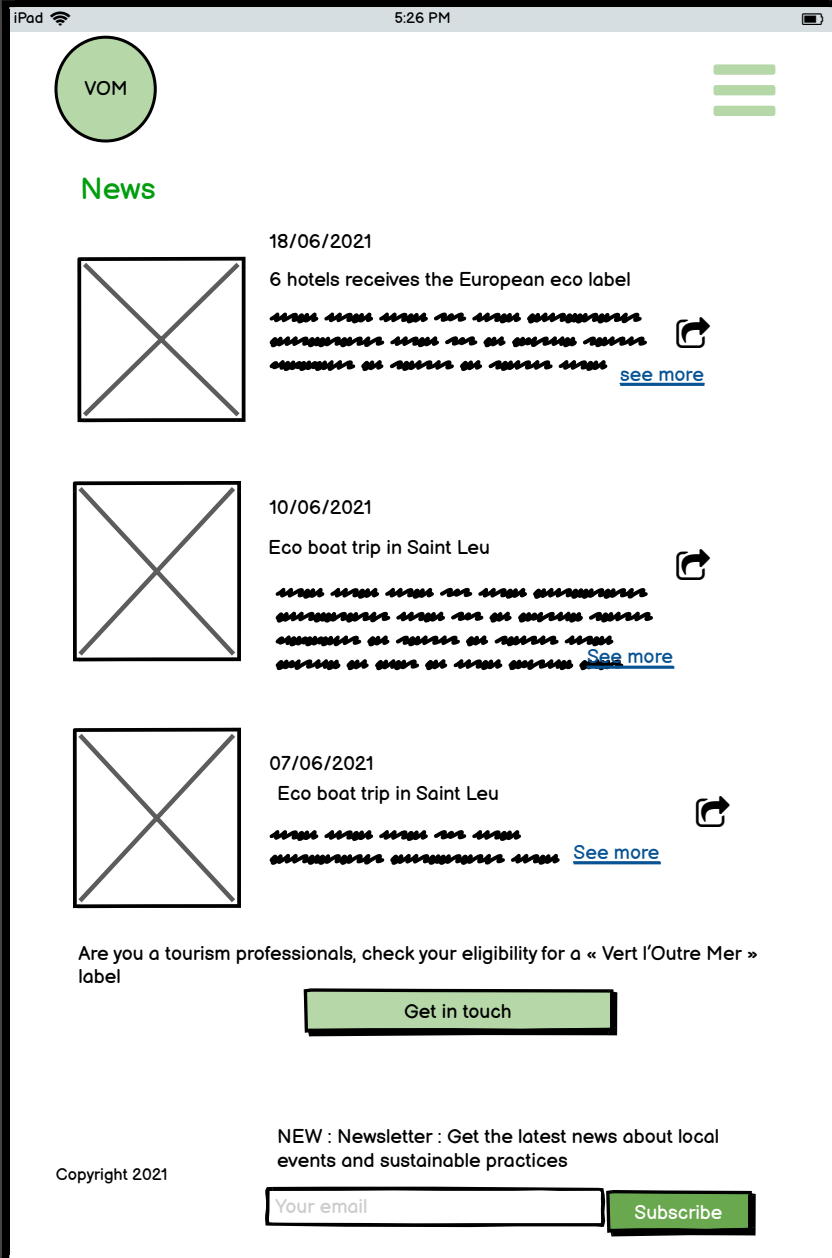 iPad 5:26 PM
VOM
News
18/06/2021
6 hotels receives the European eco label
see more
10/06/2021
Eco boat trip in Saint Leu
See more
07/06/2021
Eco boat trip in Saint Leu
See more
Are you a tourism professionals, check your eligibility for a « Vert l'Outre Mer »
label
Get in touch
NEW : Newsletter : Get the latest news about local
events and sustainable practices
Copyright 2021
Your email
Subscribe